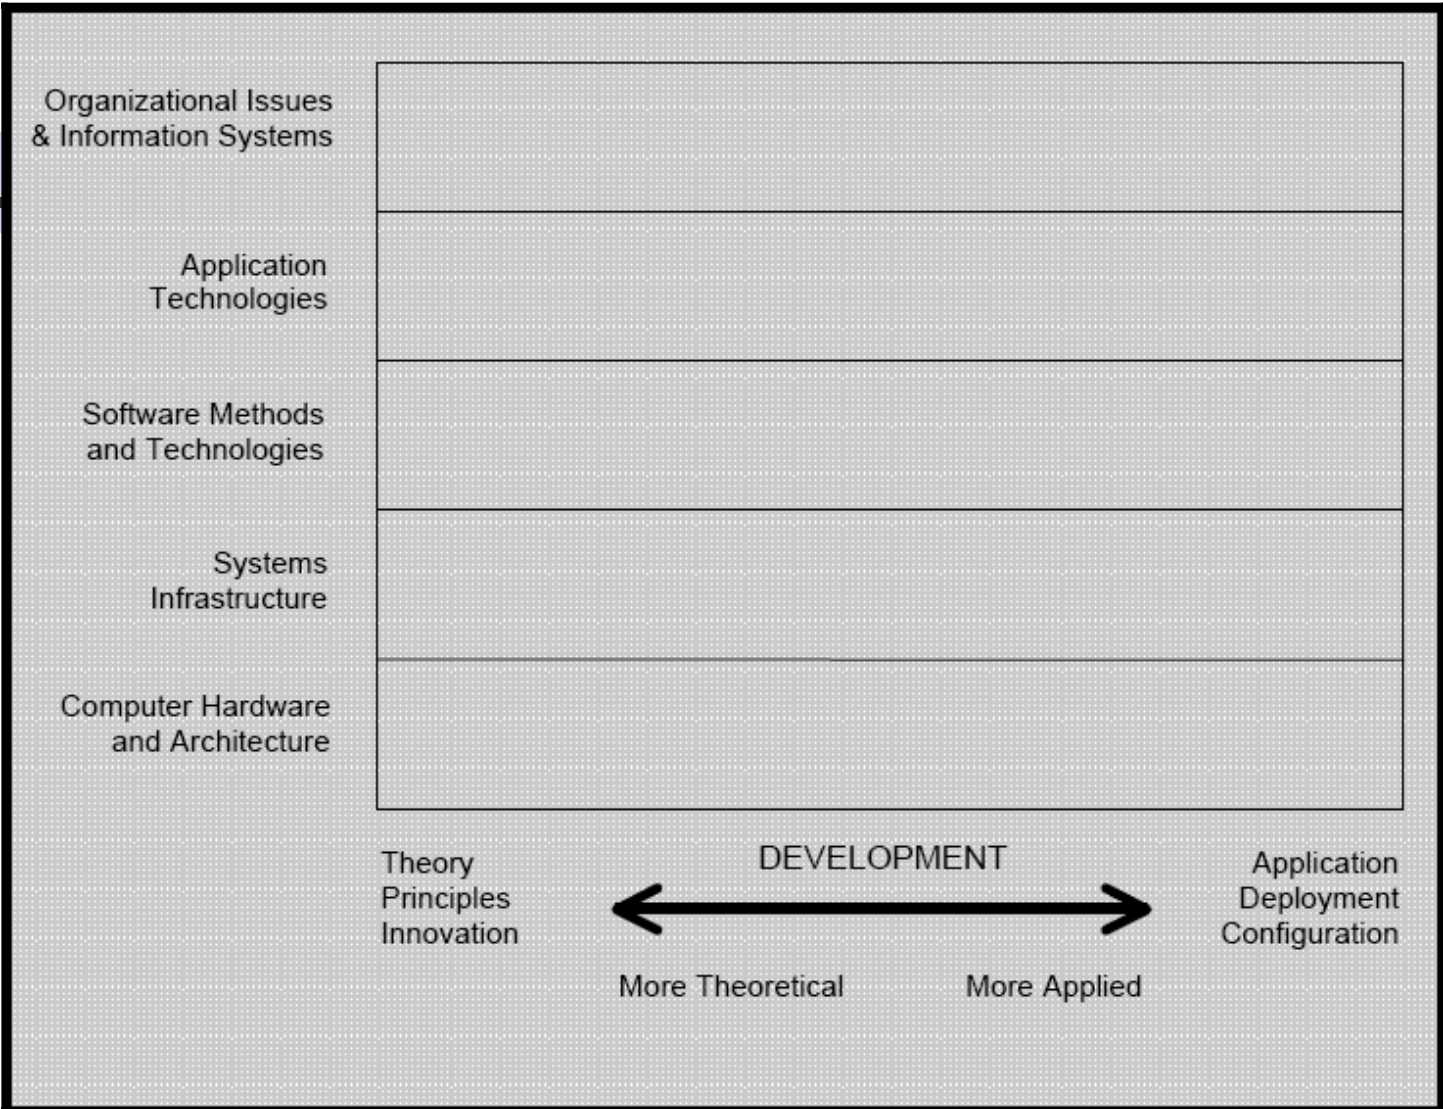 Organizational Issues
& Information Systems
Application
Technologies
Software Methods
and Technologies
Systems
Infrastructure
Computer Hardware
and Architecture
Theory
Principles
Innovation
DEVELOPMENT
Application
Deployment
Configuration
More Theoretical
More Applied